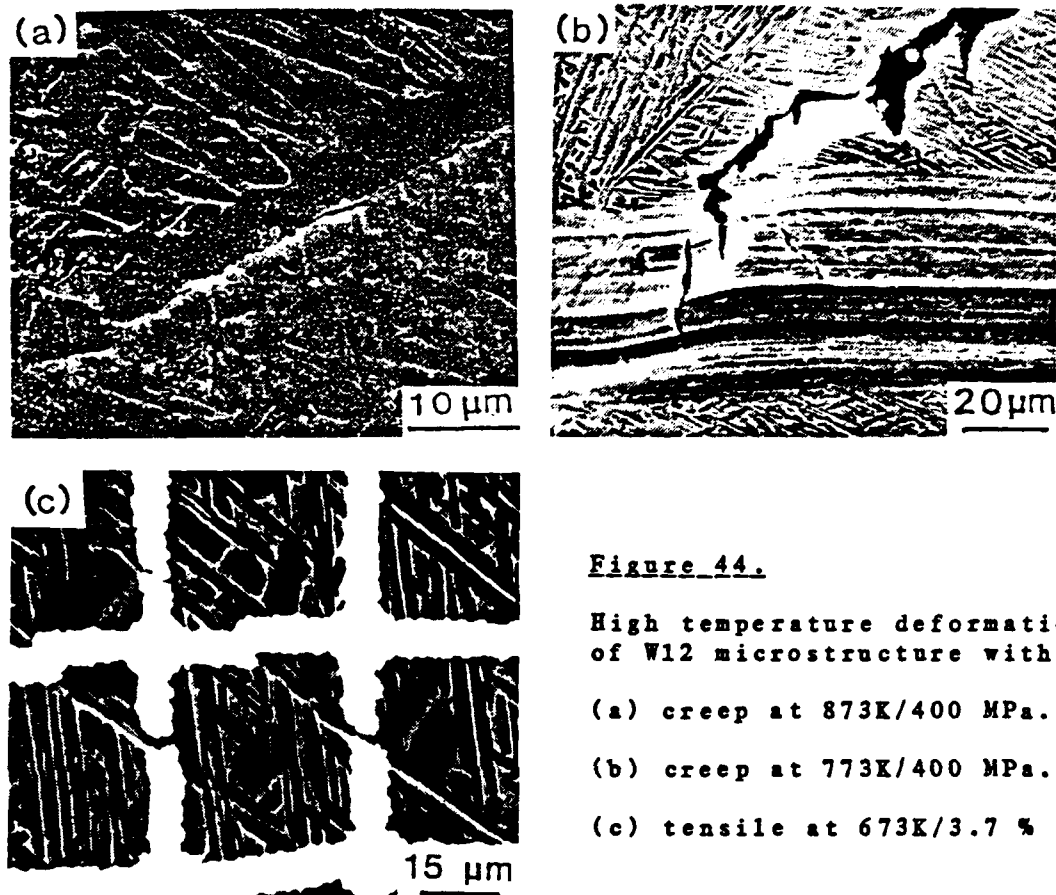 (a)
10 μm
(b)
20μm
(c)
15 μm
Figure 44.
High temperature deformati
of W12 microstructure with
(a) creep at 873K/400 MPa.
(b) creep at 773K/400 MPa.
(c) tensile at 673K/3.7 %